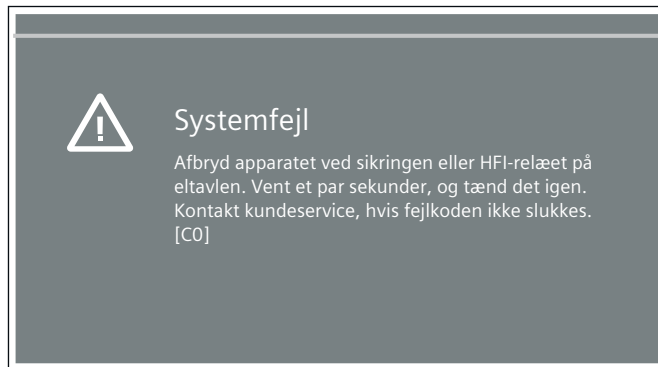 Systemfejl
Afbryd apparatet ved sikringen eller HFI-relæet på
eltavlen. Vent et par sekunder, og tænd det igen.
Kontakt kundeservice, hvis fejlkoden ikke slukkes.
[C0]